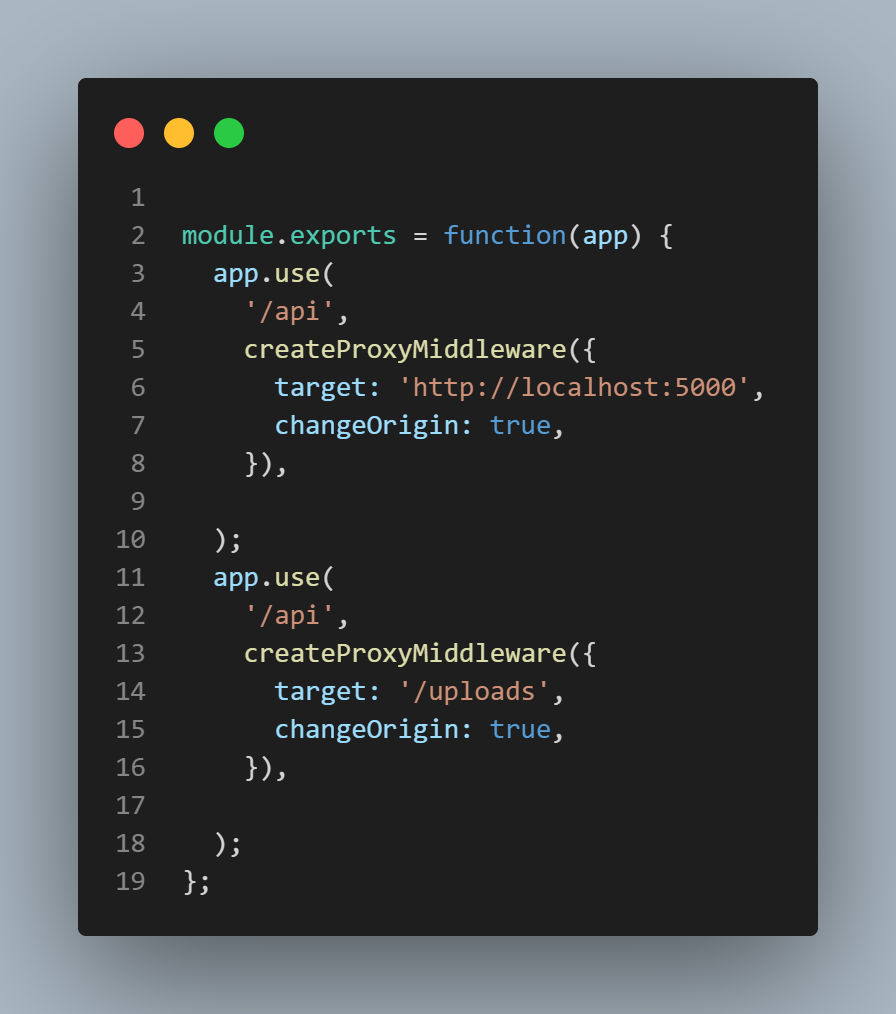 1
2 module.exports = function(app) {
3   app.use(
4     '/api',
5     createProxyMiddleware({
6       target: 'http://localhost:5000',
7       changeOrigin: true,
8     }),
9
10   );
11   app.use(
12     '/api',
13     createProxyMiddleware({
14       target: '/uploads',
15       changeOrigin: true,
16     }),
17
18   );
19 };